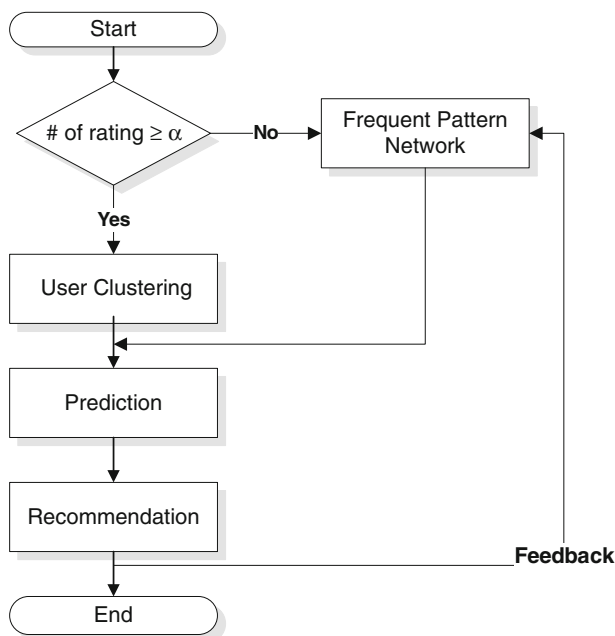 Start
# of rating ≥ α
No
Frequent Pattern
Network
Yes
User Clustering
Prediction
Recommendation
Feedback
End